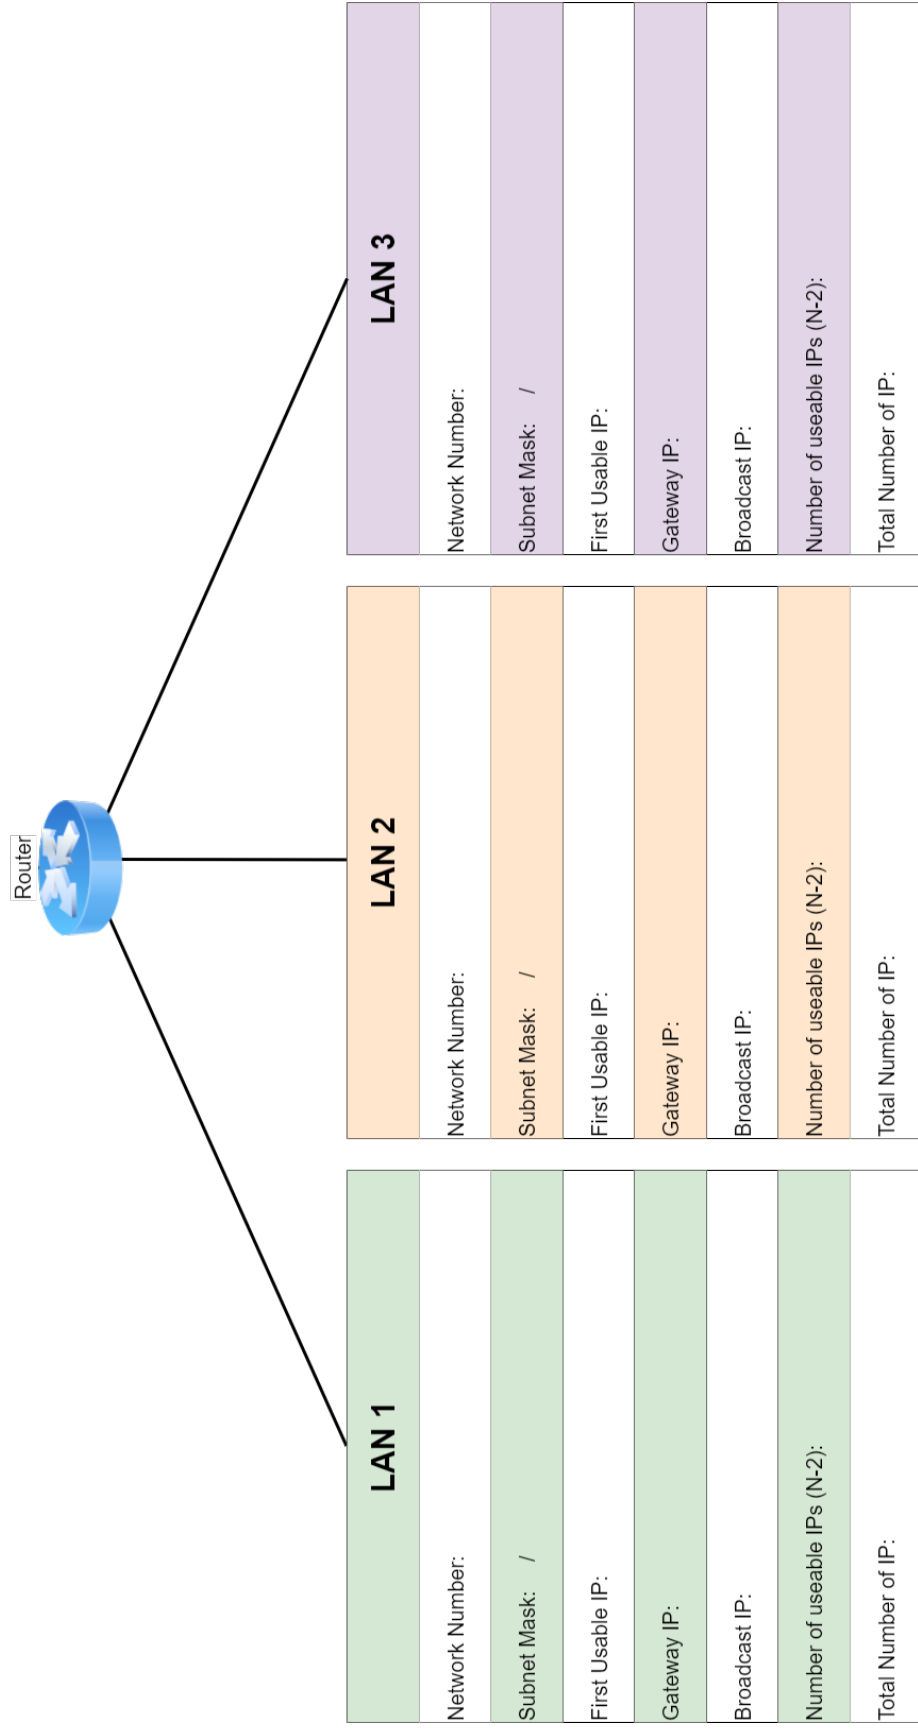 Router
LAN 1
Network Number:
Subnet Mask: /
First Usable IP:
Gateway IP:
Broadcast IP:
Number of useable IPs (N-2):
Total Number of IP:
LAN 2
Network Number:
Subnet Mask: /
First Usable IP:
Gateway IP:
Broadcast IP:
Number of useable IPs (N-2):
Total Number of IP:
LAN 3
Network Number:
Subnet Mask: /
First Usable IP:
Gateway IP:
Broadcast IP:
Number of useable IPs (N-2):
Total Number of IP: